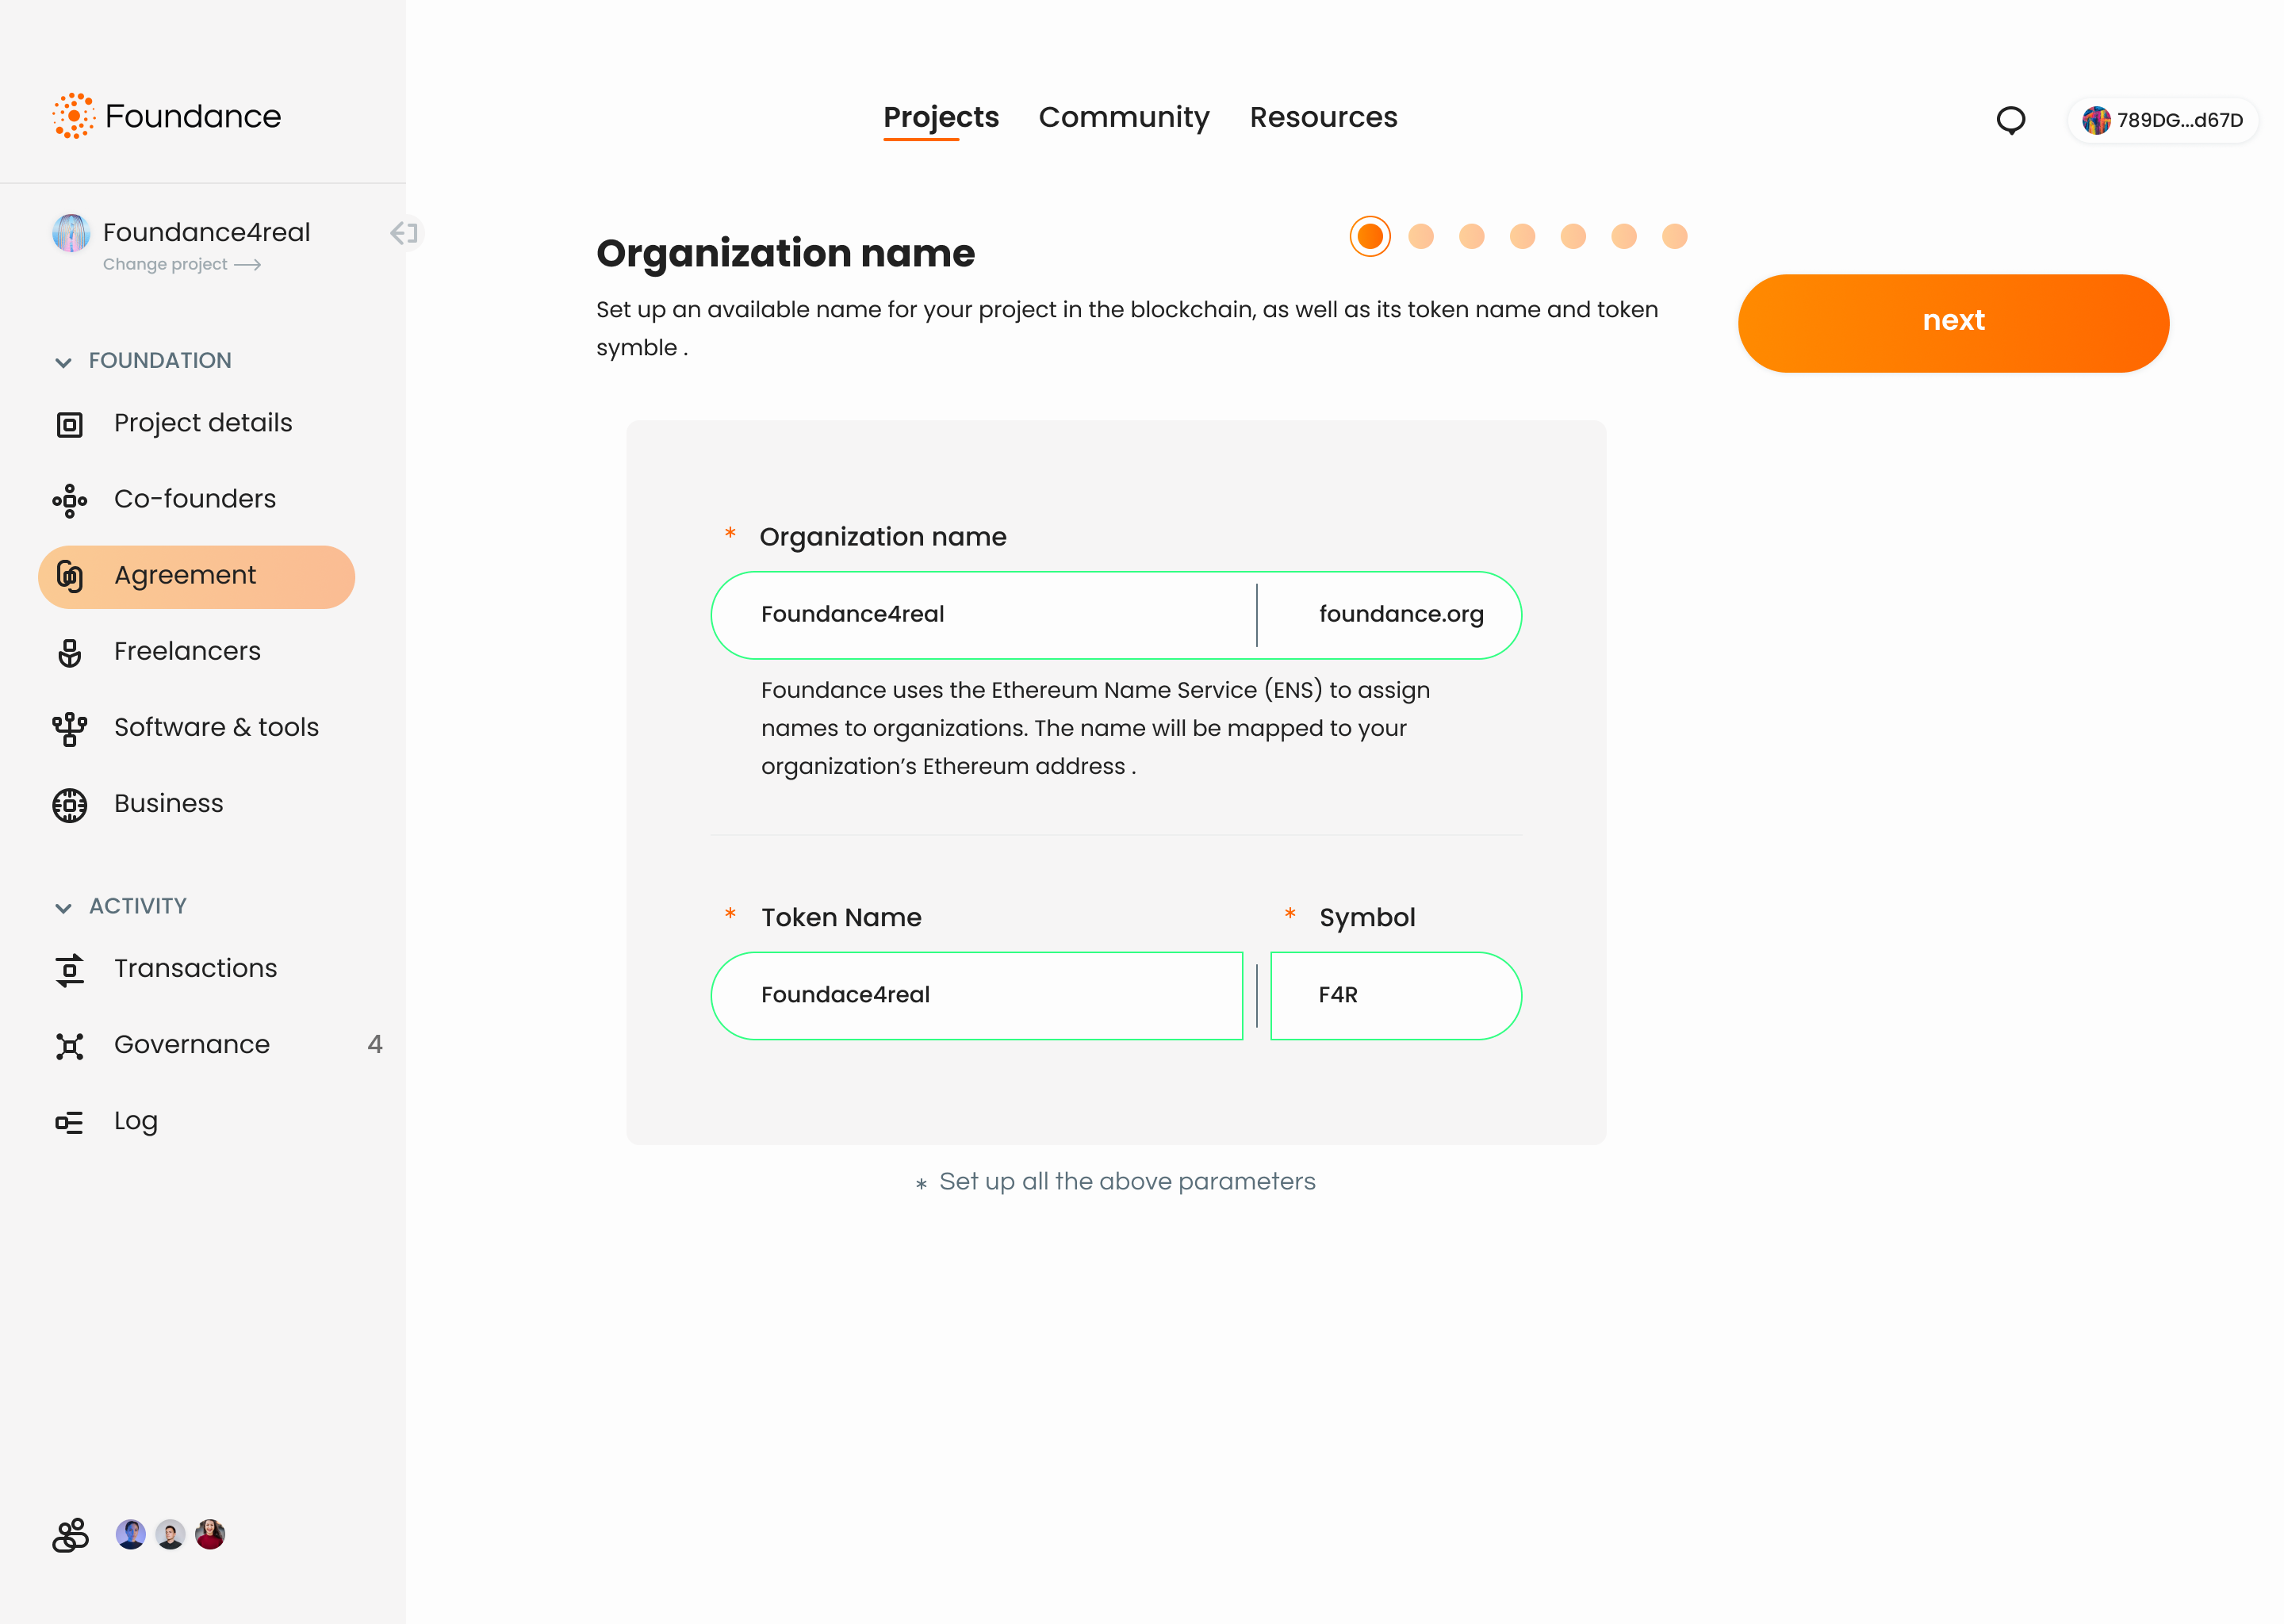 Foundance
Projects Community Resources
789DG...d67D
Foundance4real
Change project
FOUNDATION
Project details
Co-founders
Agreement
Freelancers
Software & tools
Business
ACTIVITY
Transactions
Governance 4
Log
Organization name
Set up an available name for your project in the blockchain, as well as its token name and token
symble .
next
* Organization name
Foundance4real foundance.org
Foundance uses the Ethereum Name Service (ENS) to assign
names to organizations. The name will be mapped to your
organization’s Ethereum address .
* Token Name * Symbol
Foundace4real F4R
* Set up all the above parameters